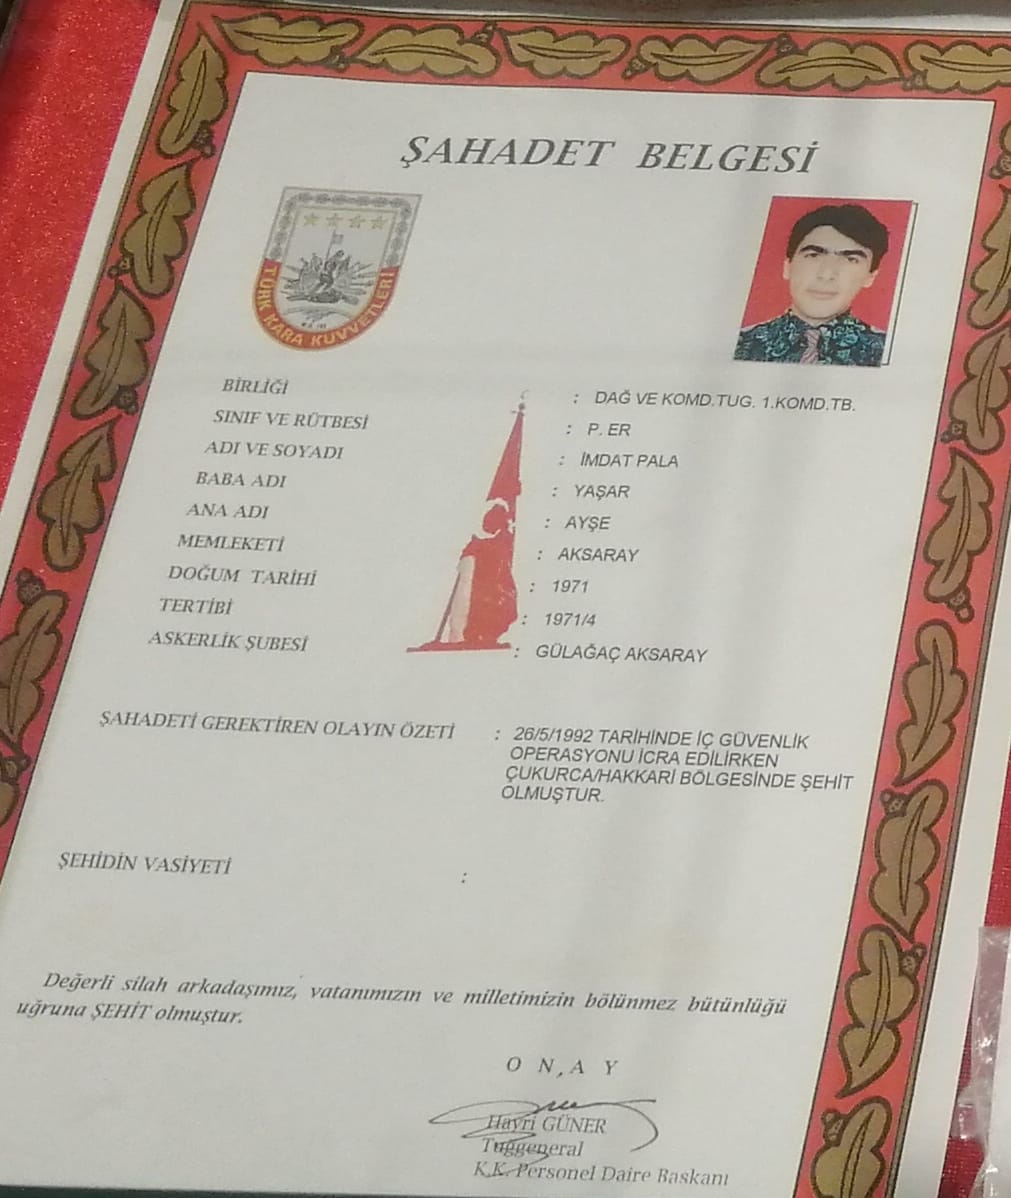 ŞAHADET BELGESİ
TÜRK KARA KUVVETLERİ
BİRLİĞİ : DAĞ VE KOMD.TUG. 1.KOMD.TB.
SINIF VE RÜTBESİ : P. ER
ADI VE SOYADI : İMDAT PALA
BABA ADI : YAŞAR
ANA ADI : AYŞE
MEMLEKETİ : AKSARAY
DOĞUM TARİHİ : 1971
TERTİBİ : 1971/4
ASKERLİK ŞUBESİ : GÜLAĞAÇ AKSARAY
ŞAHADETİ GEREKTİREN OLAYIN ÖZETİ : 26/5/1992 TARİHİNDE İÇ GÜVENLİK
OPERASYONU İCRA EDİLİRKEN
ÇUKURCA/HAKKARİ BÖLGESİNDE ŞEHİT
OLMUŞTUR.
ŞEHİDİN VASİYETİ :
Değerli silah arkadaşımız, vatanımızın ve milletimizin bölünmez bütünlüğü
uğruna ŞEHİT olmuştur.
O N A Y
Hayri GÜNER
Tuğgeneral
K.K. Personel Daire Başkanı